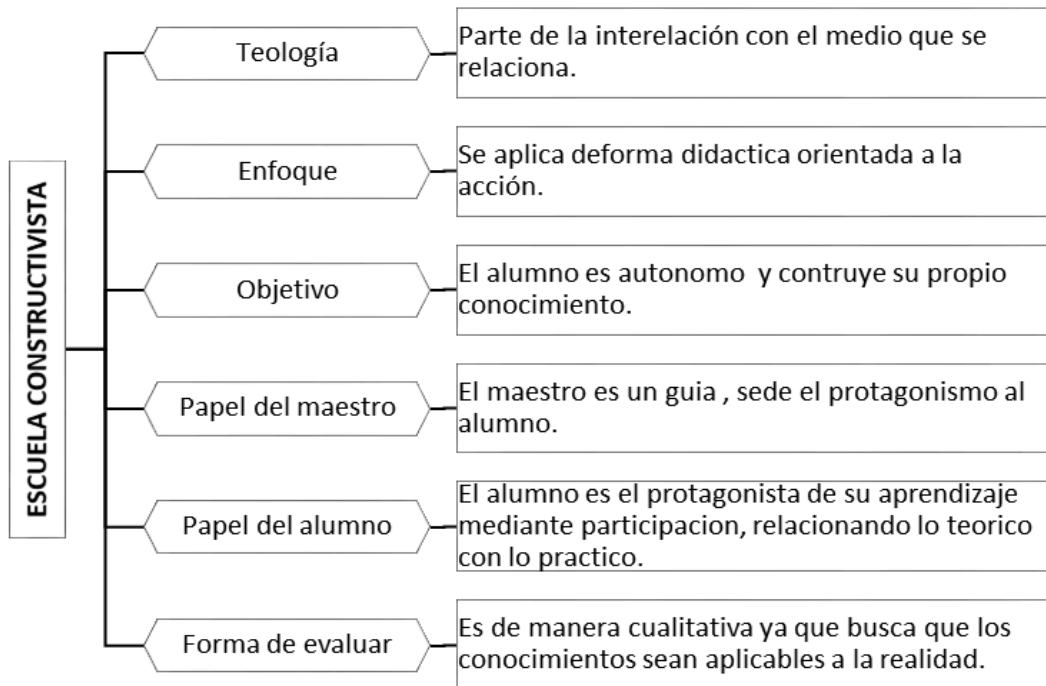 ESCUELA CONSTRUCTIVISTA
Teología
Parte de la interelación con el medio que se
relaciona.
Enfoque
Se aplica deforma didactica orientada a la
acción.
Objetivo
El alumno es autonomo  y contruye su propio
conocimiento.
Papel del maestro
El maestro es un guia , sede el protagonismo al
alumno.
Papel del alumno
El alumno es el protagonista de su aprendizaje
mediante participacion, relacionando lo teorico
con lo practico.
Forma de evaluar
Es de manera cualitativa ya que busca que los
conocimientos sean aplicables a la realidad.